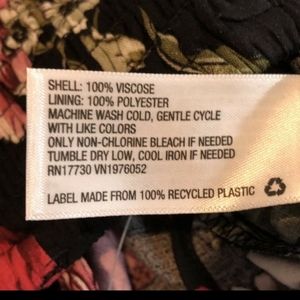 SHELL: 100% VISCOSE
LINING: 100% POLYESTER
MACHINE WASH COLD, GENTLE CYCLE
WITH LIKE COLORS
ONLY NON-CHLORINE BLEACH IF NEEDED
TUMBLE DRY LOW, COOL IRON IF NEEDED
RN17730 VN1976052
LABEL MADE FROM 100% RECYCLED PLASTIC